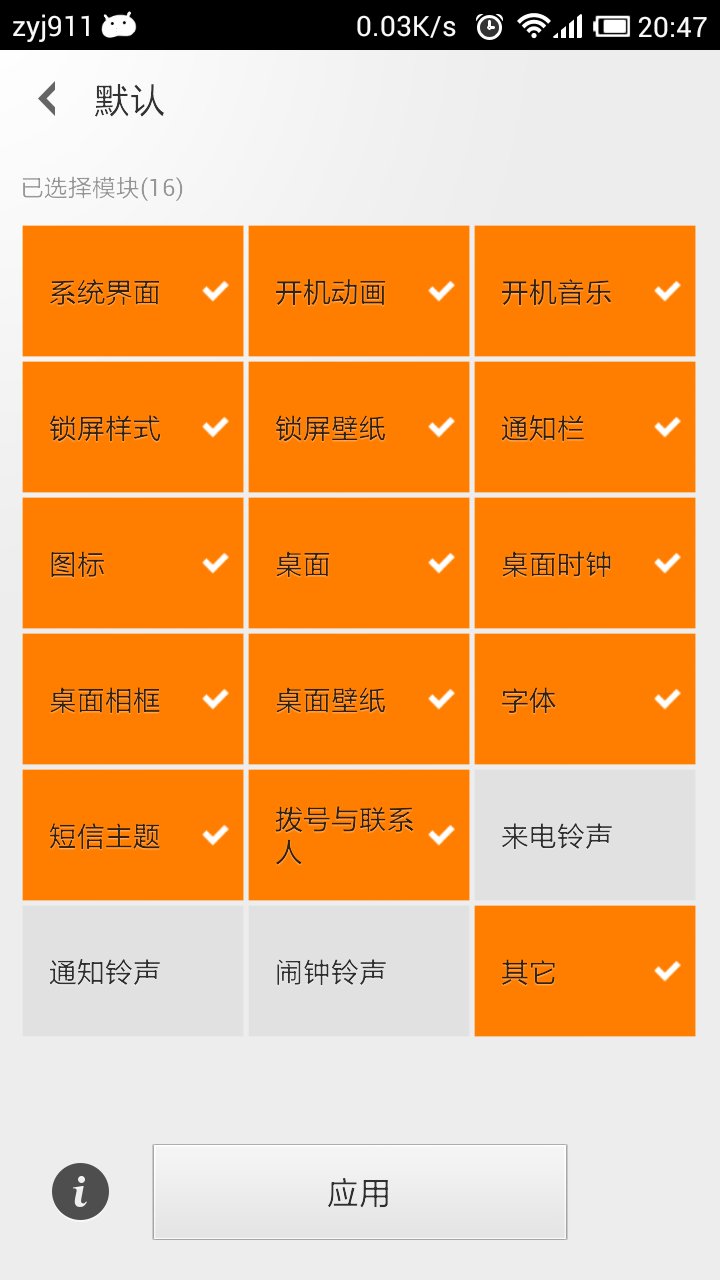 zyj911 0.03K/s 20:47
默认
已选择模块(16)
系统界面 开机动画 开机音乐
锁屏样式 锁屏壁纸 通知栏
图标 桌面 桌面时钟
桌面相框 桌面壁纸 字体
短信主题 拨号与联系人 来电铃声
通知铃声 闹钟铃声 其它
i 应用